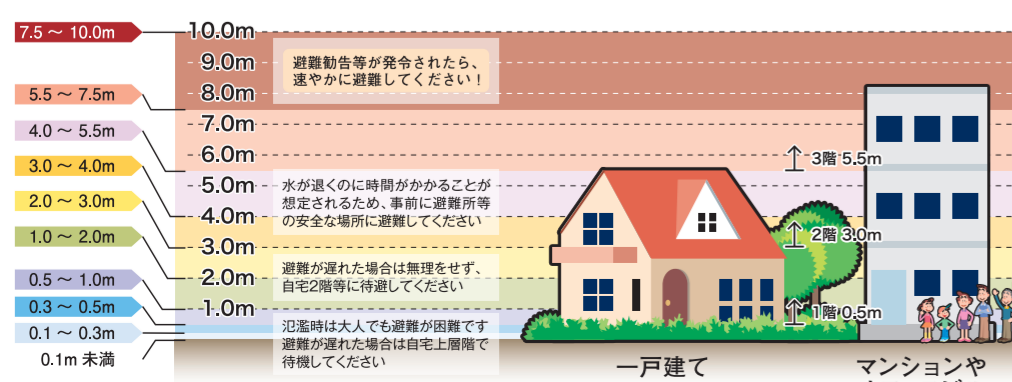 7.5 〜 10.0m
5.5 〜 7.5m
4.0 〜 5.5m
3.0 〜 4.0m
2.0 〜 3.0m
1.0 〜 2.0m
0.5 〜 1.0m
0.3 〜 0.5m
0.1 〜 0.3m
0.1m 未満
10.0m
9.0m
8.0m
7.0m
6.0m
5.0m
4.0m
3.0m
2.0m
1.0m
避難勧告等が発令されたら、
速やかに避難してください！
水が退くのに時間がかかることが
想定されるため、事前に避難所等
の安全な場所に避難してください
避難が遅れた場合は無理をせず、
自宅2階等に待避してください
氾濫時は大人でも避難が困難です
避難が遅れた場合は自宅上層階で
待機してください
3階 5.5m
2階 3.0m
1階 0.5m
一戸建て
マンションや